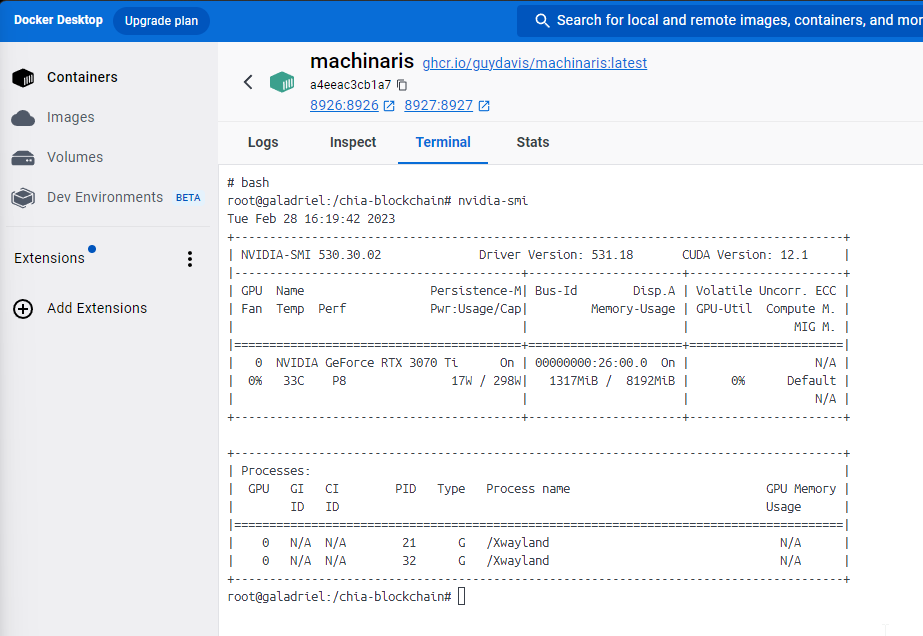 Docker Desktop Upgrade plan Search for local and remote images, containers, and mor
Containers
Images
Volumes
Dev Environments BETA
Extensions
Add Extensions
machinaris ghcr.io/guydavis/machinaris:latest
a4eeac3cb1a7
8926:8926 8927:8927
Logs Inspect Terminal Stats
# bash
root@galadriel:/chia-blockchain# nvidia-smi
Tue Feb 28 16:19:42 2023
+---------------------------------------------------------------------------------------+
| NVIDIA-SMI 530.30.02              Driver Version: 531.18       CUDA Version: 12.1     |
|-----------------------------------------+----------------------+----------------------+
| GPU  Name                  Persistence-M| Bus-Id        Disp.A | Volatile Uncorr. ECC |
| Fan  Temp  Perf            Pwr:Usage/Cap|         Memory-Usage | GPU-Util  Compute M. |
|                                         |                      |               MIG M. |
|=========================================+======================+======================|
|   0  NVIDIA GeForce RTX 3070 Ti      On | 00000000:26:00.0  On |                  N/A |
|  0%   33C    P8               17W / 298W|   1317MiB /  8192MiB |      0%      Default |
|                                         |                      |                  N/A |
+-----------------------------------------+----------------------+----------------------+
+---------------------------------------------------------------------------------------+
| Processes:                                                                            |
|  GPU   GI   CI        PID   Type   Process name                            GPU Memory |
|        ID   ID                                                             Usage      |
|=======================================================================================|
|    0   N/A  N/A        21      G   /Xwayland                                 N/A      |
|    0   N/A  N/A        32      G   /Xwayland                                 N/A      |
+---------------------------------------------------------------------------------------+
root@galadriel:/chia-blockchain#